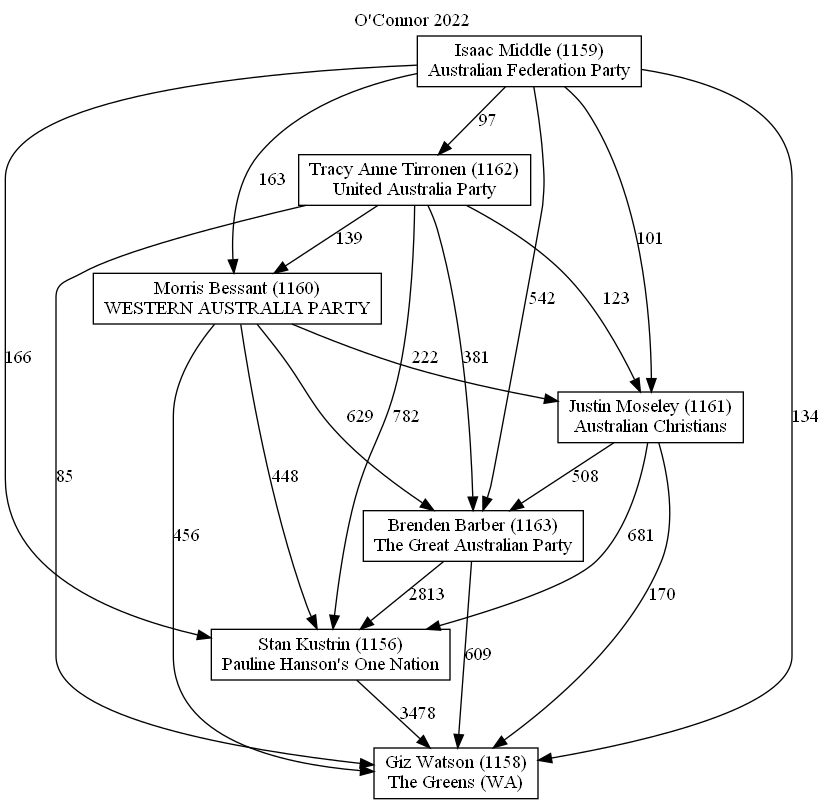 O'Connor 2022
Isaac Middle (1159)
Australian Federation Party
97
Tracy Anne Tirronen (1162)
United Australia Party
163
139
101
Morris Bessant (1160)
WESTERN AUSTRALIA PARTY
542
123
166
222
381
Justin Moseley (1161)
Australian Christians
629
782
134
85
448
508
Brenden Barber (1163)
The Great Australian Party
456
681
2813
170
Stan Kustrin (1156)
Pauline Hanson's One Nation
609
3478
Giz Watson (1158)
The Greens (WA)